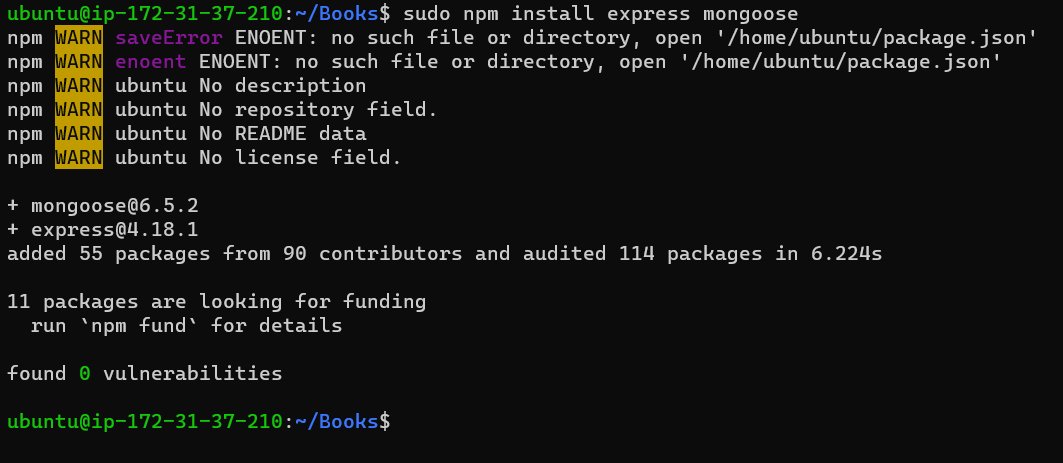 ubuntu@ip-172-31-37-210:~/Books$ sudo npm install express mongoose
npm WARN saveError ENOENT: no such file or directory, open '/home/ubuntu/package.json'
npm WARN enoent ENOENT: no such file or directory, open '/home/ubuntu/package.json'
npm WARN ubuntu No description
npm WARN ubuntu No repository field.
npm WARN ubuntu No README data
npm WARN ubuntu No license field.
+ mongoose@6.5.2
+ express@4.18.1
added 55 packages from 90 contributors and audited 114 packages in 6.224s
11 packages are looking for funding
  run `npm fund` for details
found 0 vulnerabilities
ubuntu@ip-172-31-37-210:~/Books$